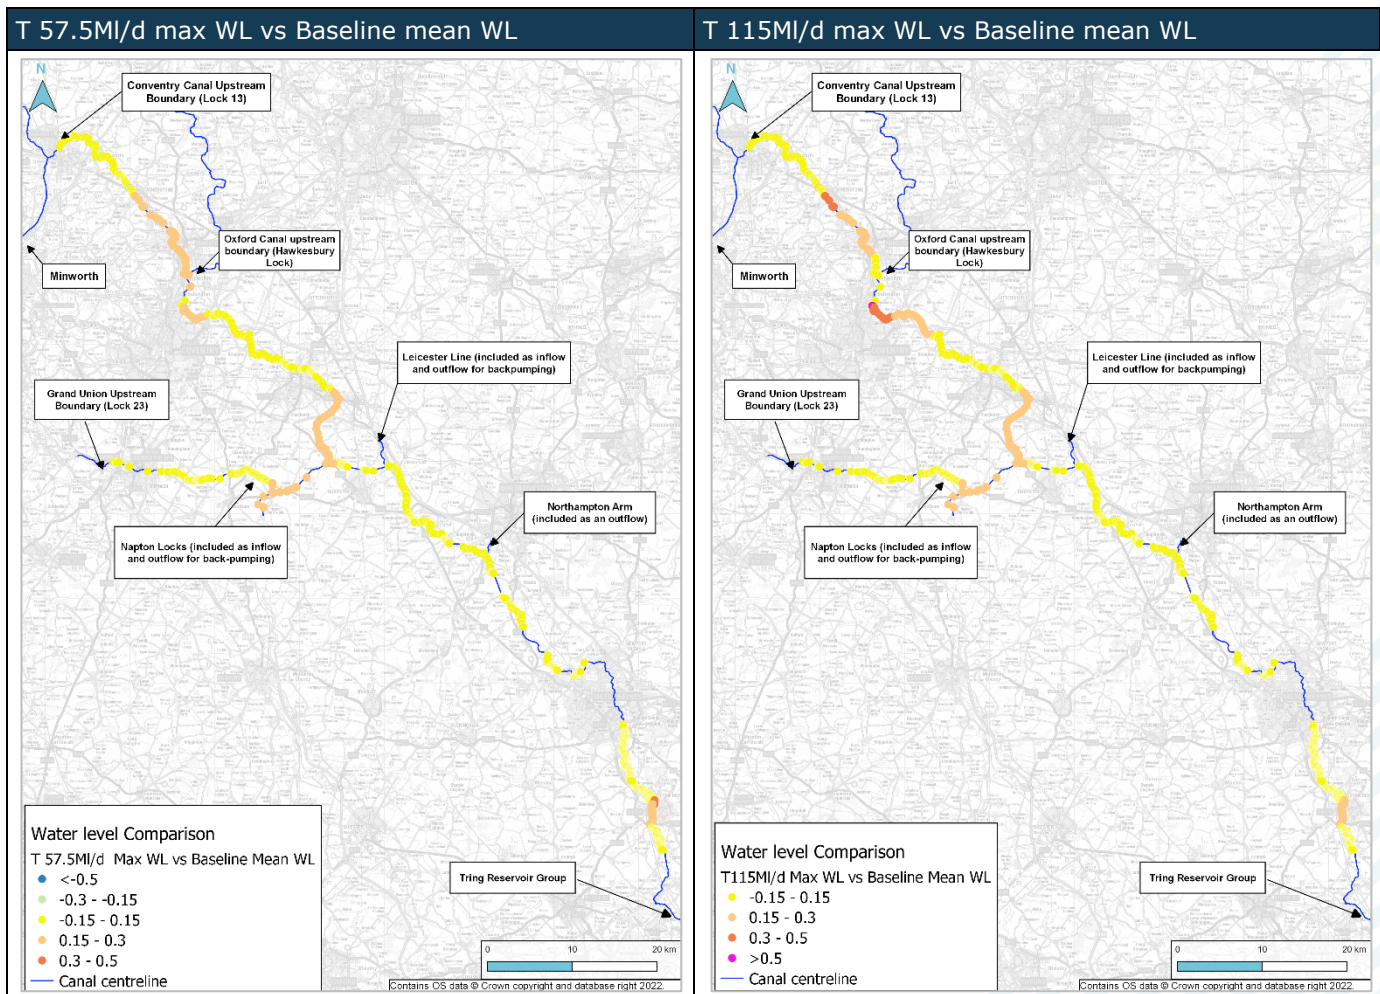 T 57.5Ml/d max WL vs Baseline mean WL
N
Conventry Canal Upstream
Boundary (Lock 13)
Oxford Canal upstream
boundary (Hawkesbury
Lock)
Minworth
Leicester Line (included as inflow
and outflow for backpumping)
Grand Union Upstream
Boundary (Lock 23)
Northampton Arm
(included as an outflow)
Napton Locks (included as inflow
and outflow for back-pumping)
Tring Reservoir Group
Water level Comparison
T 57.5Ml/d Max WL vs Baseline Mean WL
<-0.5
-0.3 - -0.15
-0.15 - 0.15
0.15 - 0.3
0.3 - 0.5
Canal centreline
0 10 20 km
Contains OS data © Crown copyright and database right 2022.
T 115Ml/d max WL vs Baseline mean WL
N
Conventry Canal Upstream
Boundary (Lock 13)
Oxford Canal upstream
boundary (Hawkesbury
Lock)
Minworth
Leicester Line (included as inflow
and outflow for backpumping)
Grand Union Upstream
Boundary (Lock 23)
Northampton Arm
(included as an outflow)
Napton Locks (included as inflow
and outflow for back-pumping)
Tring Reservoir Group
Water level Comparison
T115Ml/d Max WL vs Baseline Mean WL
-0.15 - 0.15
0.15 - 0.3
0.3 - 0.5
>0.5
Canal centreline
0 10 20 km
Contains OS data © Crown copyright and database right 2022.